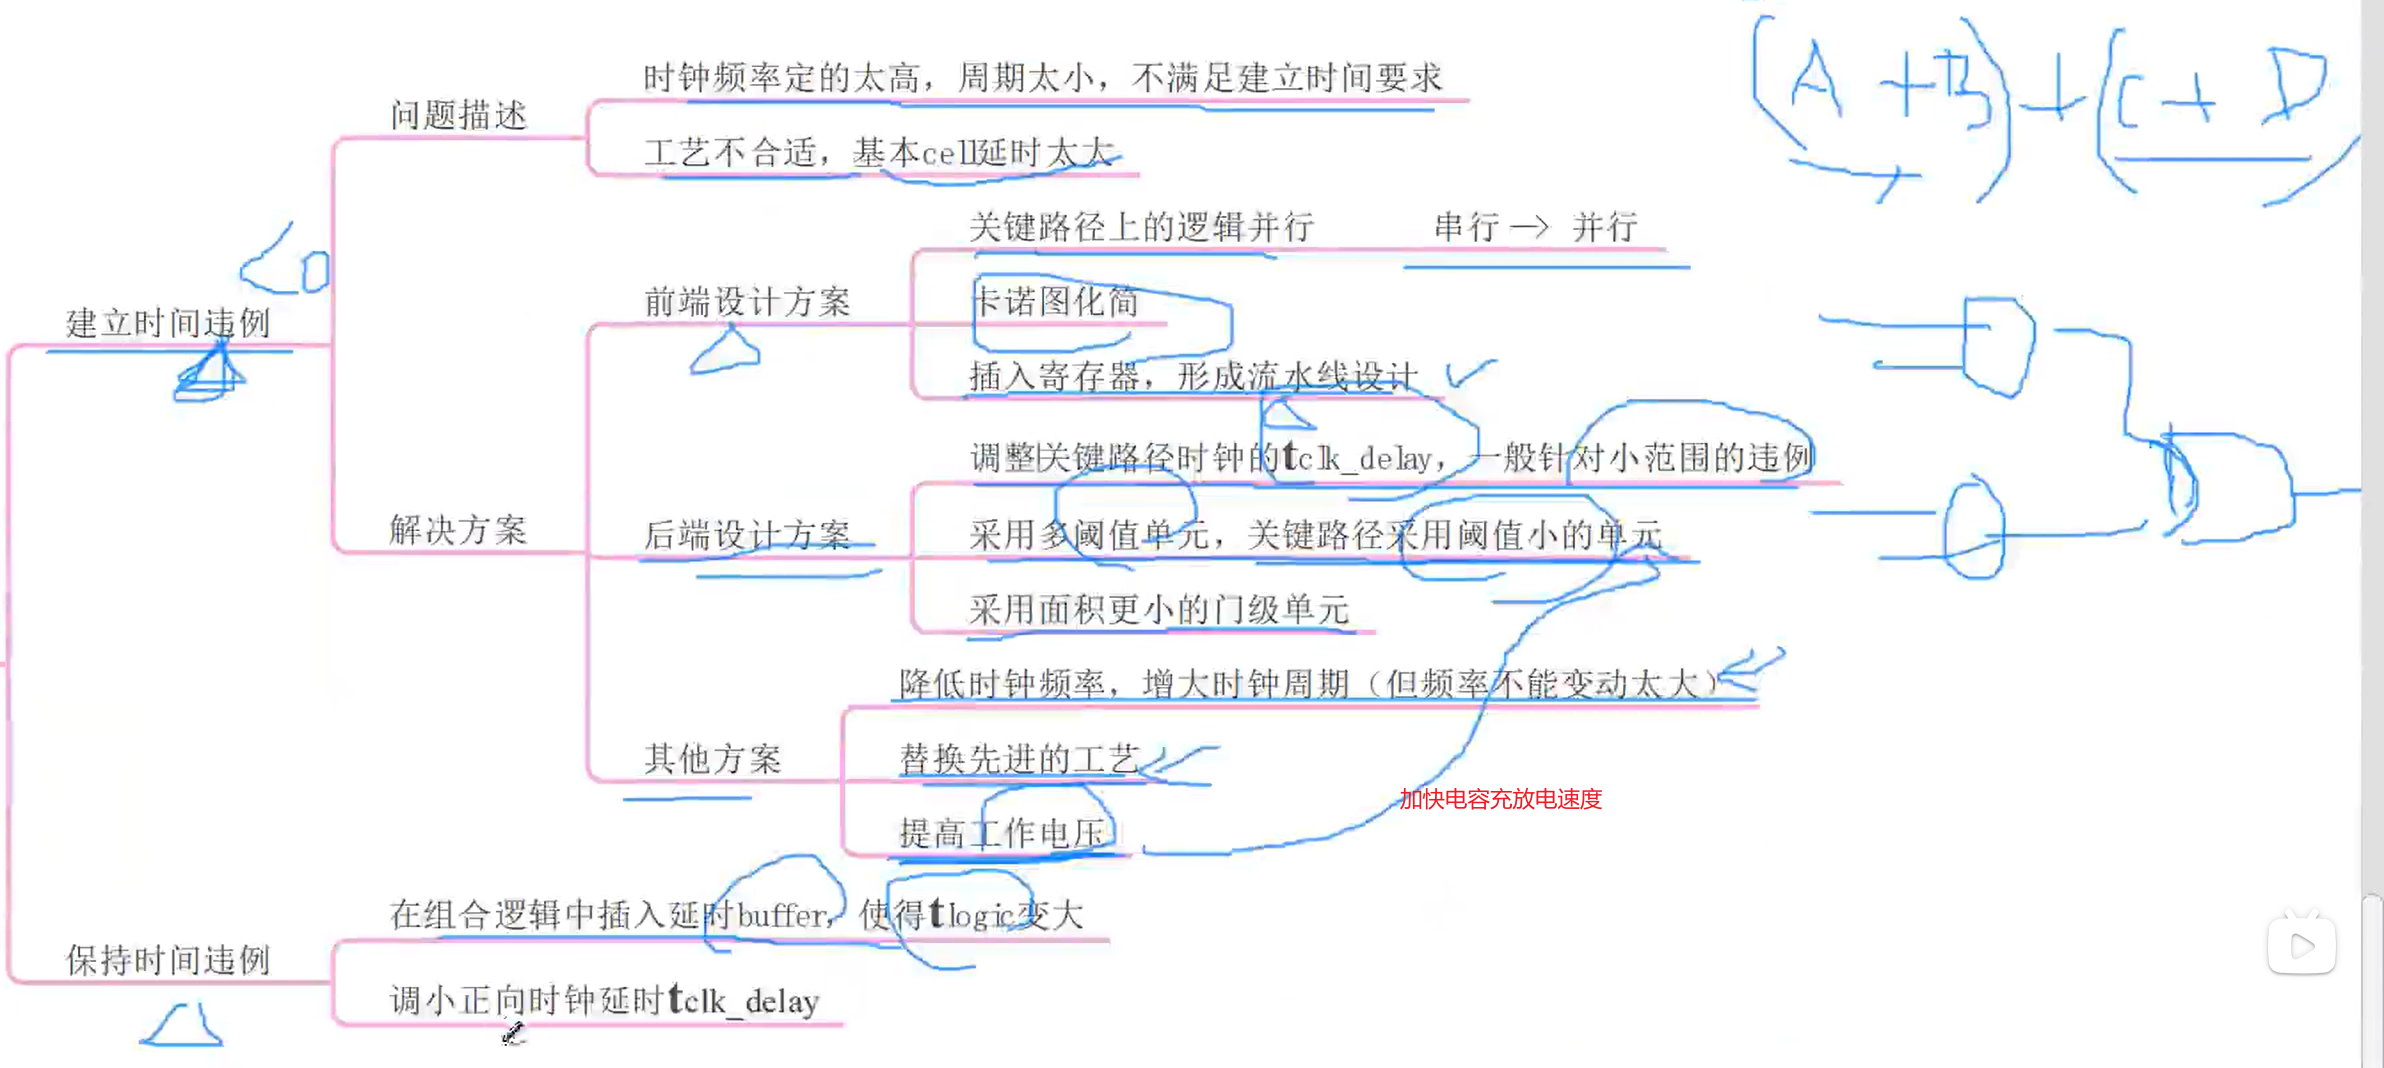 (A + B) + (C + D
时钟频率定的太高，周期太小，不满足建立时间要求
问题描述
工艺不合适，基本cell延时太大
关键路径上的逻辑并行
串行 —> 并行
<0
前端设计方案
卡诺图化简
建立时间违例
插入寄存器，形成流水线设计
调整关键路径时钟的tclk_delay，一般针对小范围的违例
解决方案
后端设计方案
采用多阈值单元，关键路径采用阈值小的单元
采用面积更小的门级单元
降低时钟频率，增大时钟周期（但频率不能变动太大）
其他方案
替换先进的工艺
加快电容充放电速度
提高工作电压
在组合逻辑中插入延时buffer，使得tlogic变大
保持时间违例
调小正向时钟延时tclk_delay